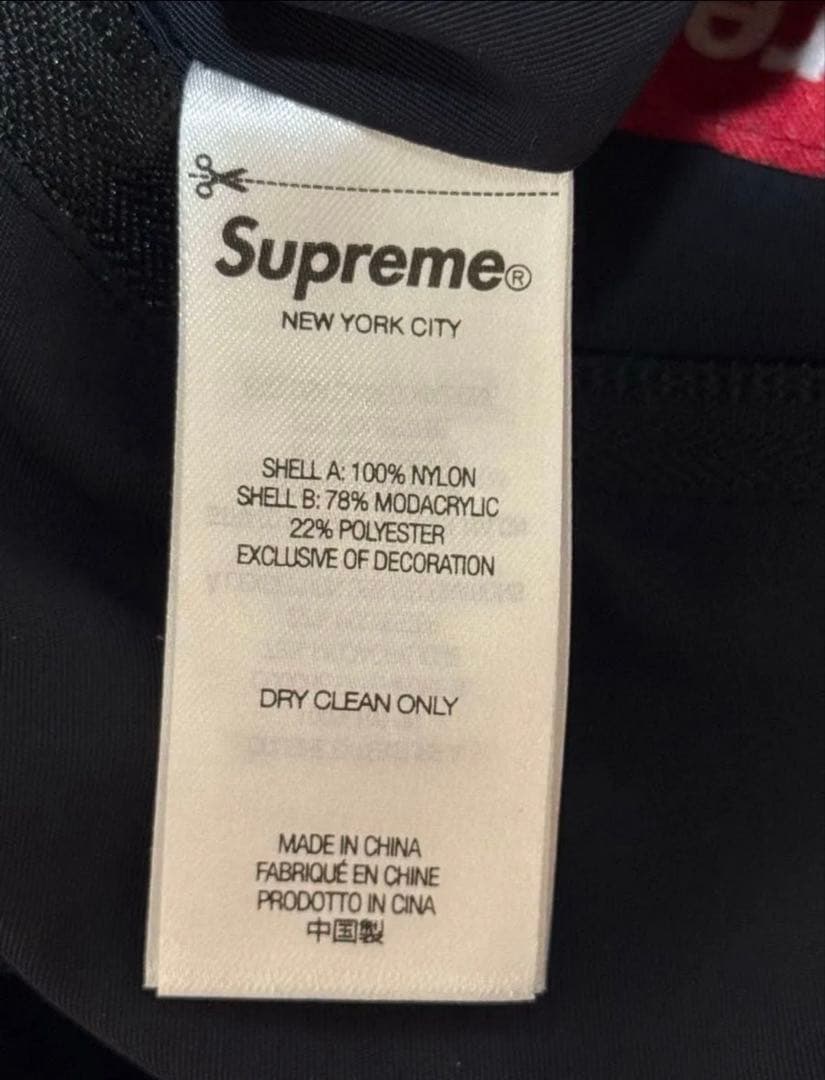 Supreme®
NEW YORK CITY
SHELL A: 100% NYLON
SHELL B: 78% MODACRYLIC
22% POLYESTER
EXCLUSIVE OF DECORATION
DRY CLEAN ONLY
MADE IN CHINA
FABRIQUÉ EN CHINE
PRODOTTO IN CINA
中国製